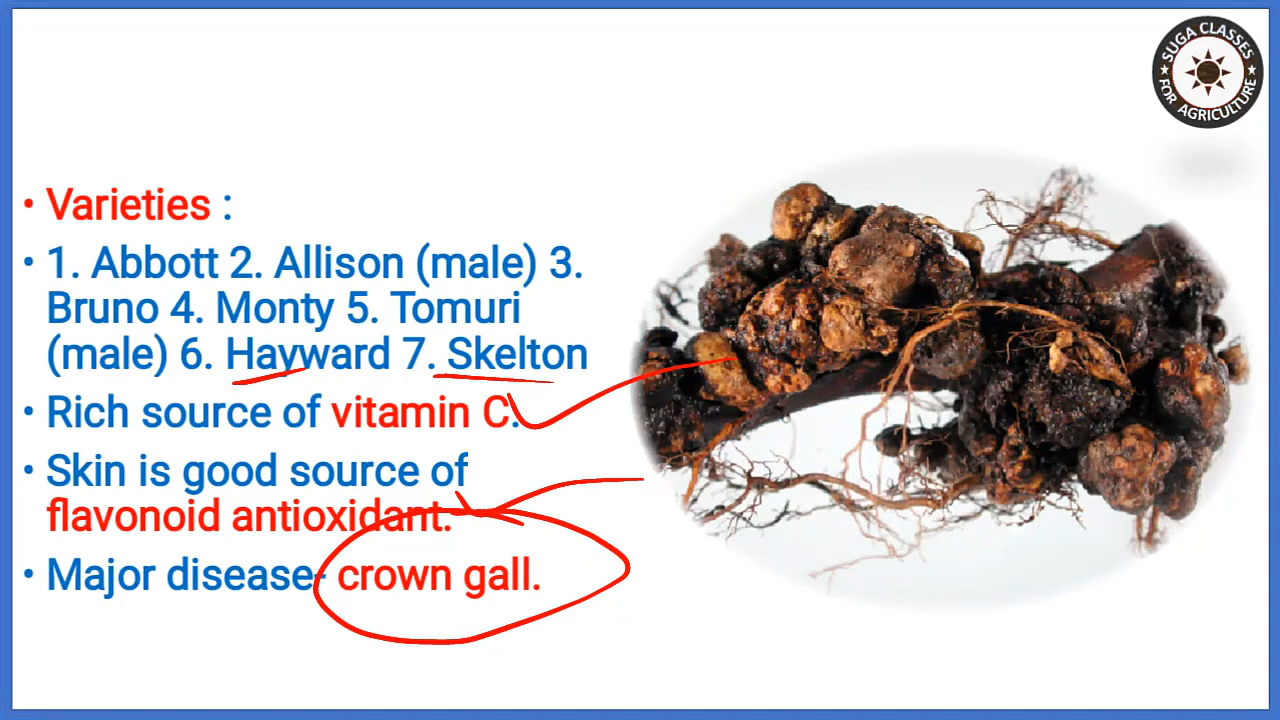 SUGA CLASSES
FOR AGRICULTURE
• Varieties :
• 1. Abbott 2. Allison (male) 3.
Bruno 4. Monty 5. Tomuri
(male) 6. Hayward 7. Skelton
• Rich source of vitamin C.
• Skin is good source of
flavonoid antioxidant.
• Major disease- crown gall.